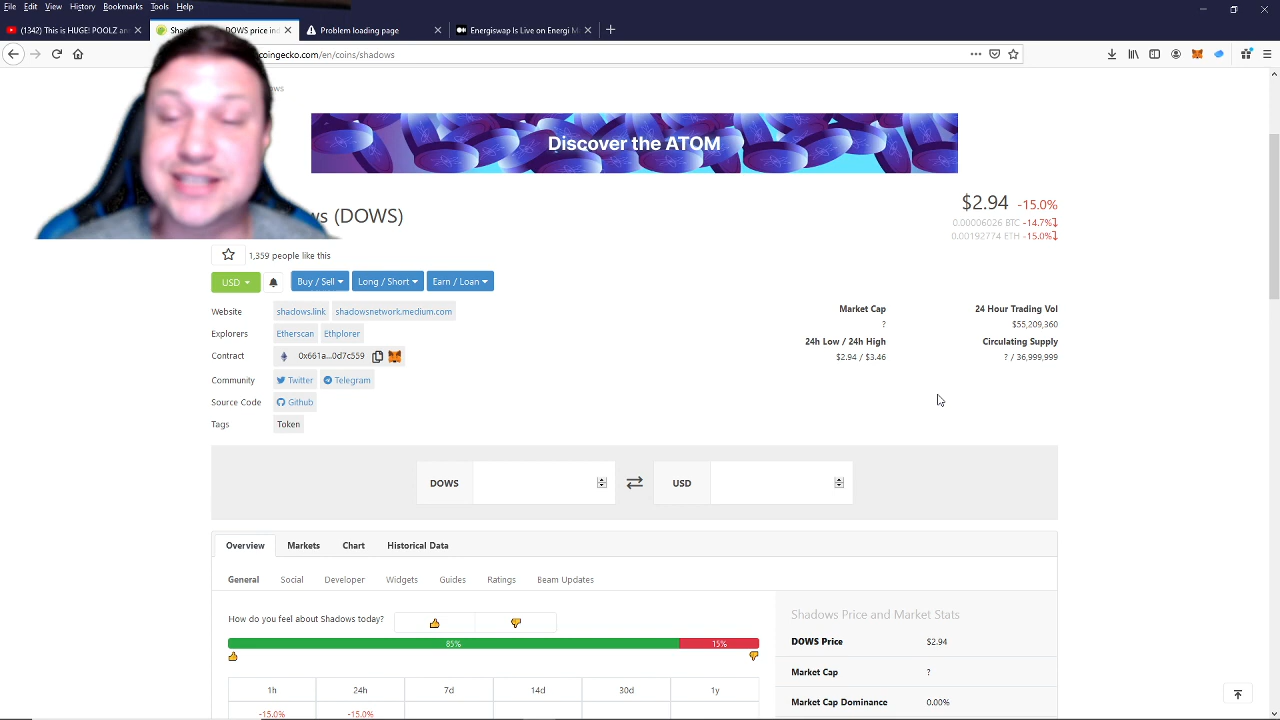 File Edit View History Bookmarks Tools Help
(1342) This is HUGE! POOLZ and
DOWS price ind
Problem loading page
Energiswap Is Live on Energi M
coingecko.com/en/coins/shadows
Discover the ATOM
(DOWS)
$2.94 -15.0%
0.00006026 BTC -14.7%
0.00192774 ETH -15.0%
1,359 people like this
USD Buy / Sell Long / Short Earn / Loan
Website shadows.link shadowsnetwork.medium.com
Market Cap 24 Hour Trading Vol
? $55,209,360
Explorers Etherscan Ethplorer
24h Low / 24h High Circulating Supply
Contract 0x661a...0d7c559
$2.94 / $3.46 ? / 36,999,999
Community Twitter Telegram
Source Code Github
Tags Token
DOWS USD
Overview Markets Chart Historical Data
General Social Developer Widgets Guides Ratings Beam Updates
How do you feel about Shadows today?
85% 15%
1h 24h 7d 14d 30d 1y
-15.0% -15.0%
Shadows Price and Market Stats
DOWS Price $2.94
Market Cap ?
Market Cap Dominance 0.00%